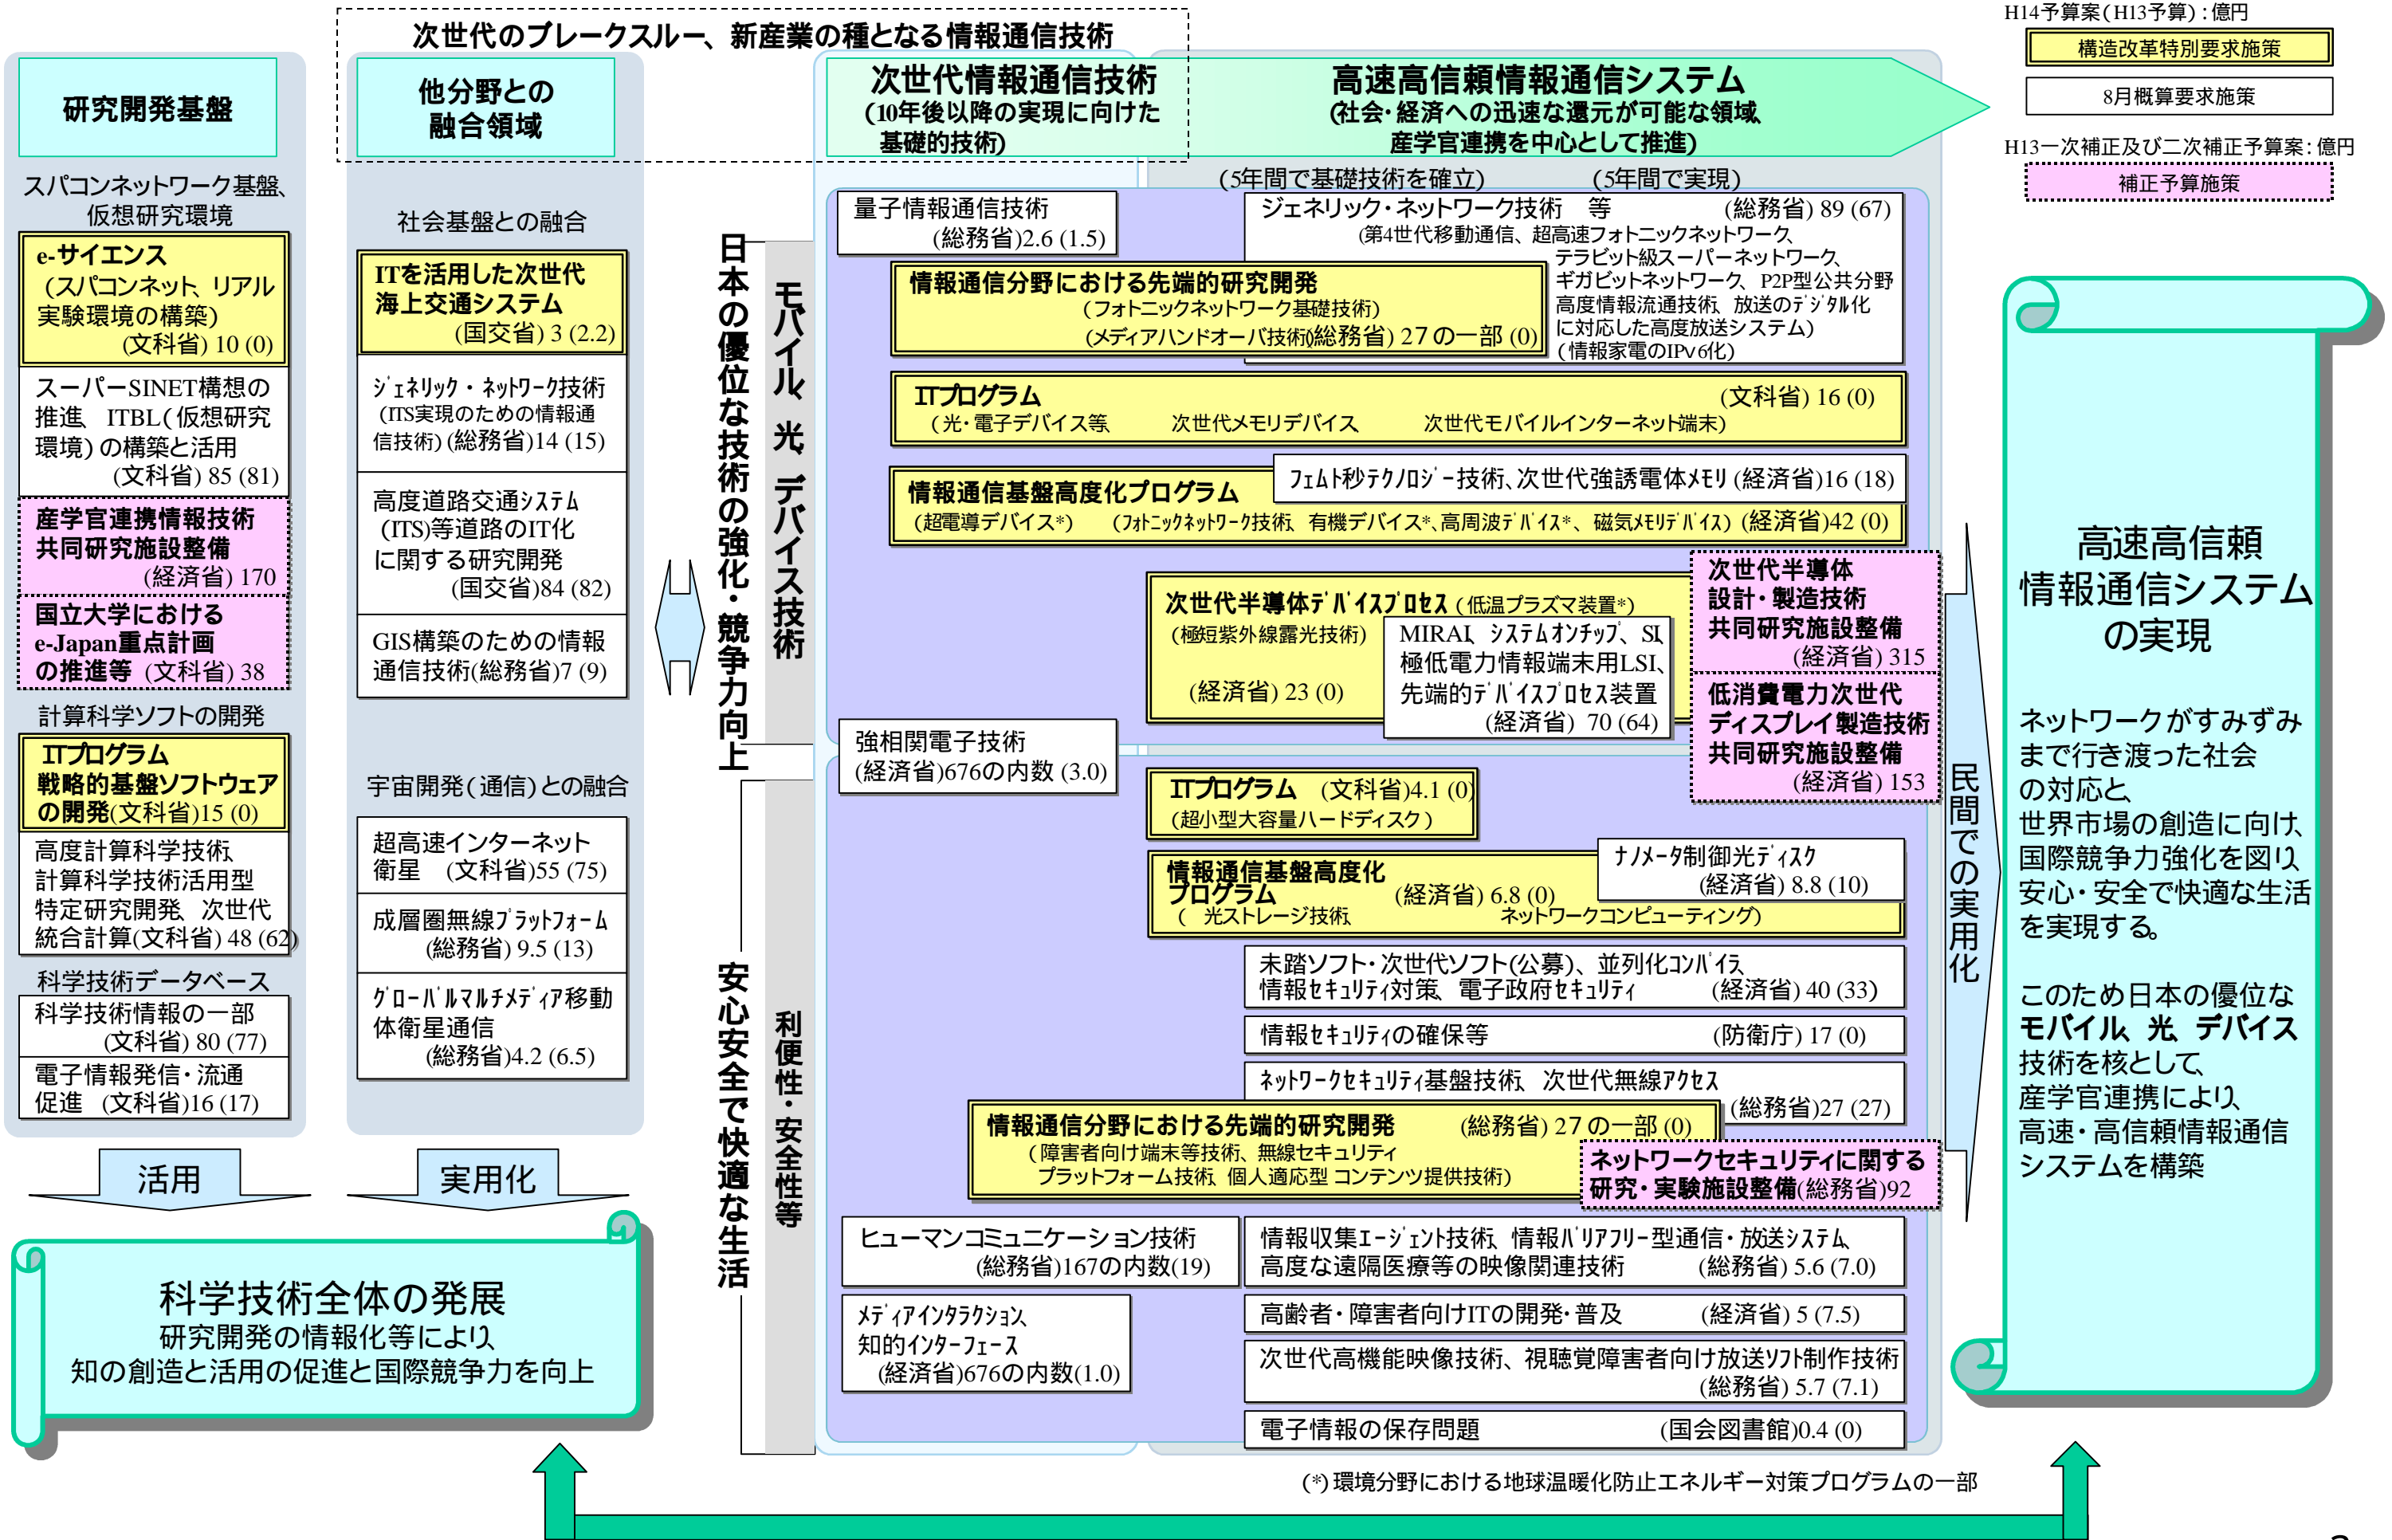 次世代のブレークスルー、新産業の種となる情報通信技術
H14予算案(H13予算):億円
構造改革特別要求施策
8月概算要求施策
H13一次補正及び二次補正予算案:億円
補正予算施策
研究開発基盤
スパコンネットワーク基盤、
仮想研究環境
e-サイエンス
(スパコンネット、リアル
実験環境の構築)
(文科省) 10 (0)
スーパーSINET構想の
推進、ITBL(仮想研究
環境)の構築と活用
(文科省) 85 (81)
産学官連携情報技術
共同研究施設整備
(経済省) 170
国立大学における
e-Japan重点計画
の推進等 (文科省) 38
計算科学ソフトの開発
ITプログラム
戦略的基盤ソフトウェア
の開発(文科省)15 (0)
高度計算科学技術、
計算科学技術活用型
特定研究開発、次世代
統合計算(文科省) 48 (62)
科学技術データベース
科学技術情報の一部
(文科省) 80 (77)
電子情報発信・流通
促進 (文科省)16 (17)
活用
他分野との
融合領域
社会基盤との融合
ITを活用した次世代
海上交通システム
(国交省) 3 (2.2)
ジェネリック・ネットワーク技術
(ITS実現のための情報通
信技術) (総務省)14 (15)
高度道路交通システム
(ITS)等道路のIT化
に関する研究開発
(国交省)84 (82)
GIS構築のための情報
通信技術(総務省)7 (9)
宇宙開発(通信)との融合
超高速インターネット
衛星 (文科省)55 (75)
成層圏無線プラットフォーム
(総務省) 9.5 (13)
グローバルマルチメディア移動
体衛星通信
(総務省)4.2 (6.5)
実用化
科学技術全体の発展
研究開発の情報化等により、
知の創造と活用の促進と国際競争力を向上
日本の優位な技術の強化・競争力向上
モバイル、光、デバイス技術
安心安全で快適な生活
利便性・安全性等
次世代情報通信技術
(10年後以降の実現に向けた
基礎的技術)
高速高信頼情報通信システム
(社会・経済への迅速な還元が可能な領域、
産学官連携を中心として推進)
(5年間で基礎技術を確立) (5年間で実現)
量子情報通信技術
(総務省)2.6 (1.5)
ジェネリック・ネットワーク技術 等 (総務省) 89 (67)
(第4世代移動通信、超高速フォトニックネットワーク、
テラビット級スーパーネットワーク、
ギガビットネットワーク、P2P型公共分野
高度情報流通技術、放送のデジタル化
に対応した高度放送システム)
(情報家電のIPv6化)
情報通信分野における先端的研究開発
(フォトニックネットワーク基礎技術)
(メディアハンドオーバ技術)(総務省) 27の一部 (0)
ITプログラム (文科省) 16 (0)
(光・電子デバイス等、 次世代メモリデバイス、 次世代モバイルインターネット端末)
フェムト秒テクノロジー技術、次世代強誘電体メモリ (経済省)16 (18)
情報通信基盤高度化プログラム
(超電導デバイス*) (フォトニックネットワーク技術、有機デバイス*、高周波デバイス*、磁気メモリデバイス) (経済省)42 (0)
次世代半導体デバイスプロセス (低温プラズマ装置*)
(極短紫外線露光技術)
(経済省) 23 (0)
MIRAI、システムオンチップ、SI、
極低電力情報端末用LSI、
先端的デバイスプロセス装置
(経済省) 70 (64)
次世代半導体
設計・製造技術
共同研究施設整備
(経済省) 315
低消費電力次世代
ディスプレイ製造技術
共同研究施設整備
(経済省) 153
強相関電子技術
(経済省)676の内数 (3.0)
ITプログラム (文科省)4.1 (0)
(超小型大容量ハードディスク)
情報通信基盤高度化
プログラム (経済省) 6.8 (0)
( 光ストレージ技術、 ネットワークコンピューティング)
ナノメータ制御光ディスク
(経済省) 8.8 (10)
未踏ソフト・次世代ソフト(公募)、並列化コンパイラ、
情報セキュリティ対策、電子政府セキュリティ (経済省) 40 (33)
情報セキュリティの確保等 (防衛庁) 17 (0)
ネットワークセキュリティ基盤技術、次世代無線アクセス
(総務省)27 (27)
情報通信分野における先端的研究開発 (総務省) 27の一部 (0)
(障害者向け端末等技術、無線セキュリティ
プラットフォーム技術、個人適応型 コンテンツ提供技術)
ネットワークセキュリティに関する
研究・実験施設整備(総務省)92
ヒューマンコミュニケーション技術
(総務省)167の内数(19)
情報収集エージェント技術、情報バリアフリー型通信・放送システム、
高度な遠隔医療等の映像関連技術 (総務省) 5.6 (7.0)
メディアインタラクション、
知的インターフェース
(経済省)676の内数(1.0)
高齢者・障害者向けITの開発・普及 (経済省) 5 (7.5)
次世代高機能映像技術、視聴覚障害者向け放送ソフト制作技術
(総務省) 5.7 (7.1)
電子情報の保存問題 (国会図書館)0.4 (0)
(*)環境分野における地球温暖化防止エネルギー対策プログラムの一部
民間での実用化
高速高信頼
情報通信システム
の実現
ネットワークがすみずみ
まで行き渡った社会
の対応と、
世界市場の創造に向け、
国際競争力強化を図り、
安心・安全で快適な生活
を実現する。
このため日本の優位な
モバイル、光、デバイス
技術を核として、
産学官連携により、
高速・高信頼情報通信
システムを構築